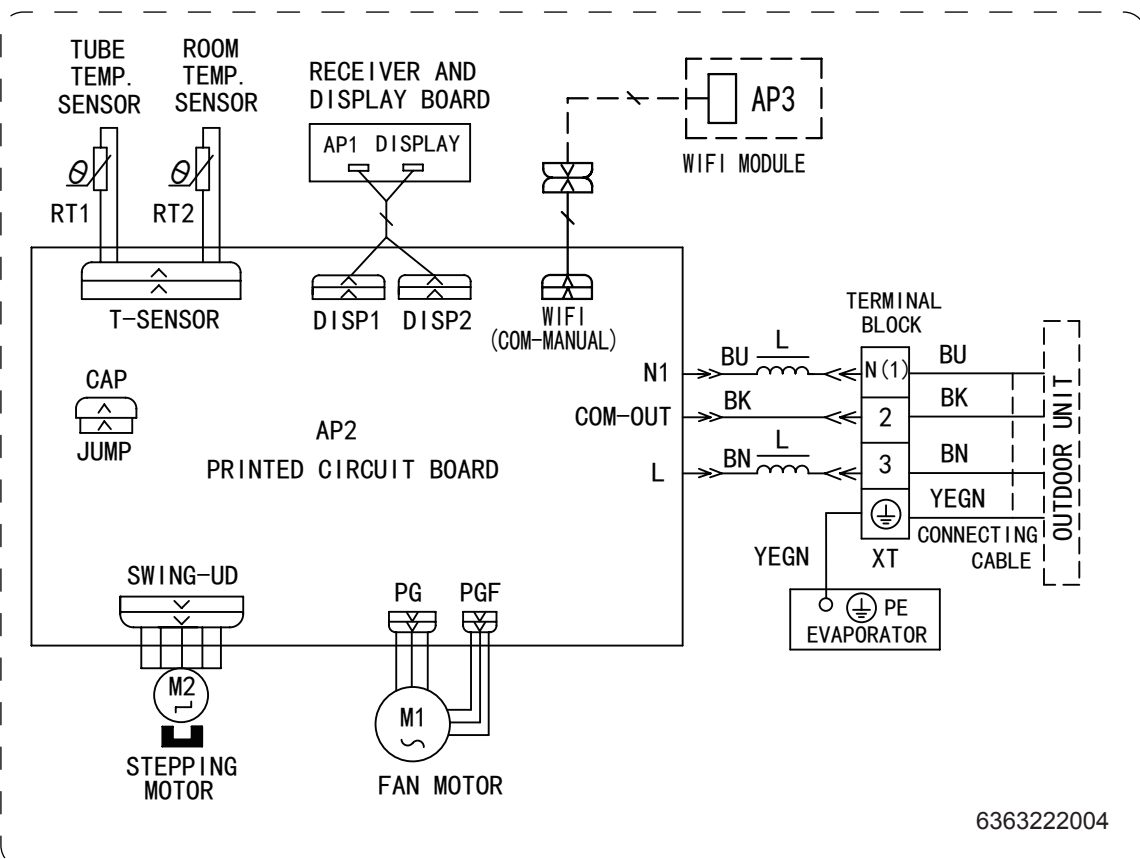 TUBE
TEMP.
SENSOR
ROOM
TEMP.
SENSOR
RECEIVER AND
DISPLAY BOARD
AP1 DISPLAY
AP3
WIFI MODULE
θ
RT1
θ
RT2
T-SENSOR
DISP1
DISP2
WIFI
(COM-MANUAL)
CAP
JUMP
AP2
PRINTED CIRCUIT BOARD
N1
COM-OUT
L
BU
L
BK
BN
L
TERMINAL
BLOCK
N(1)
2
3
XT
BU
BK
BN
YEGN
CONNECTING
CABLE
OUTDOOR UNIT
YEGN
PE
EVAPORATOR
SWING-UD
M2
STEPPING
MOTOR
PG
PGF
M1
FAN MOTOR
6363222004